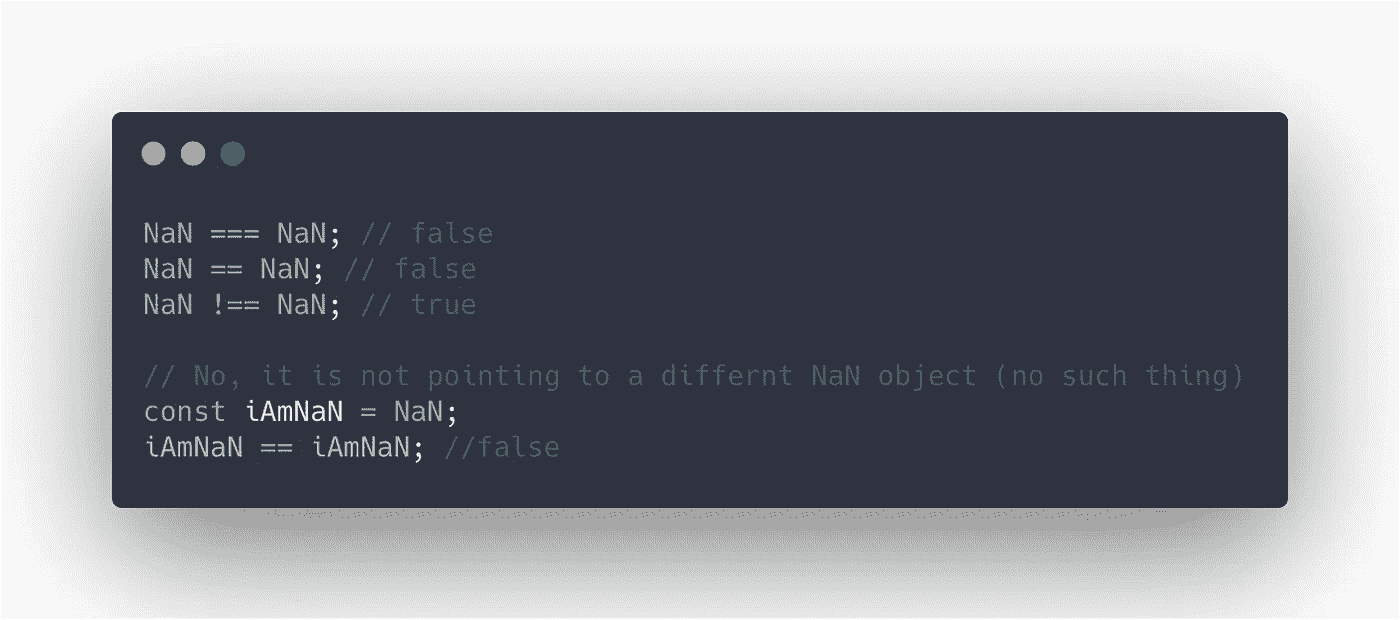 NaN === NaN; // false
NaN == NaN; // false
NaN !== NaN; // true
// No, it is not pointing to a differnt NaN object (no such thing)
const iAmNaN = NaN;
iAmNaN == iAmNaN; //false